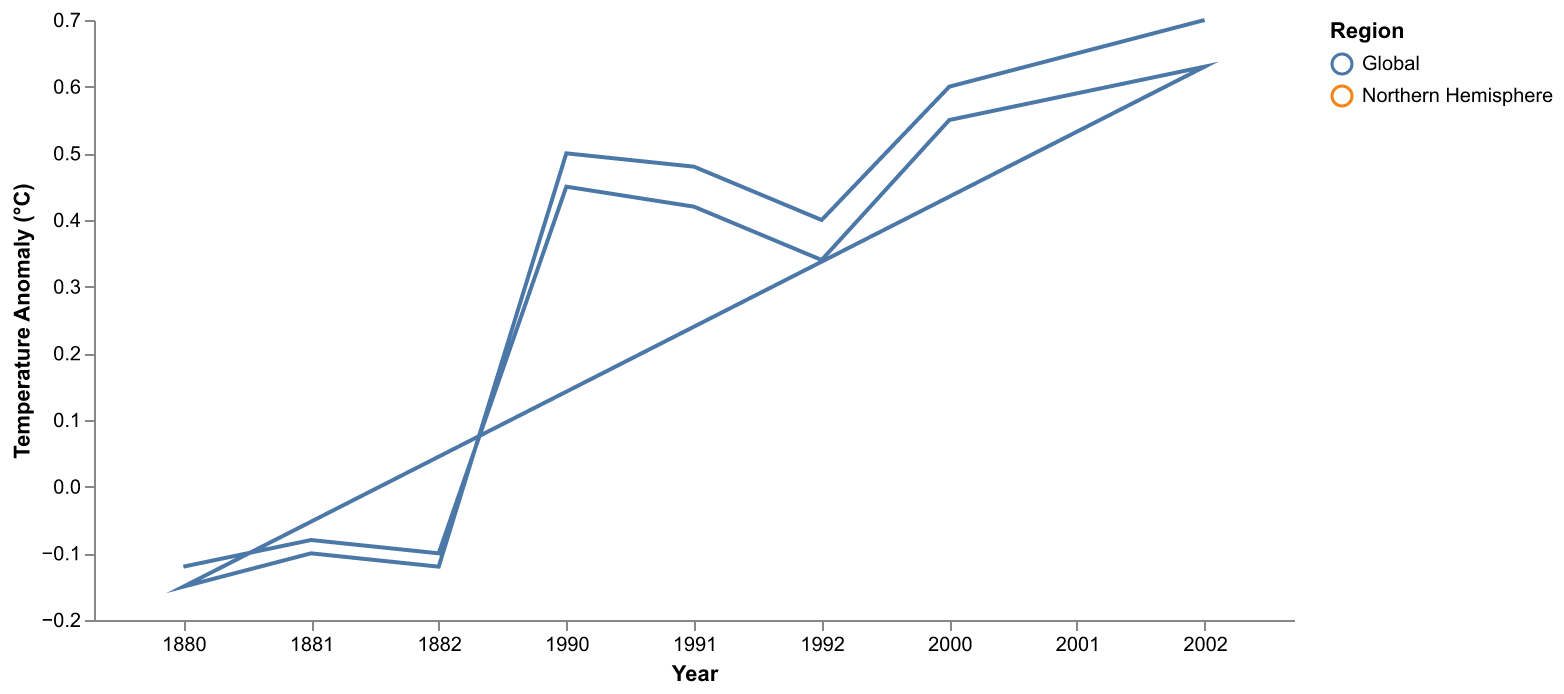 0.7
0.6
0.5
0.4
0.3
0.2
0.1
0.0
−0.1
−0.2
Temperature Anomaly (°C)
1880 1881 1882 1990 1991 1992 2000 2001 2002
Year
Region
Global
Northern Hemisphere